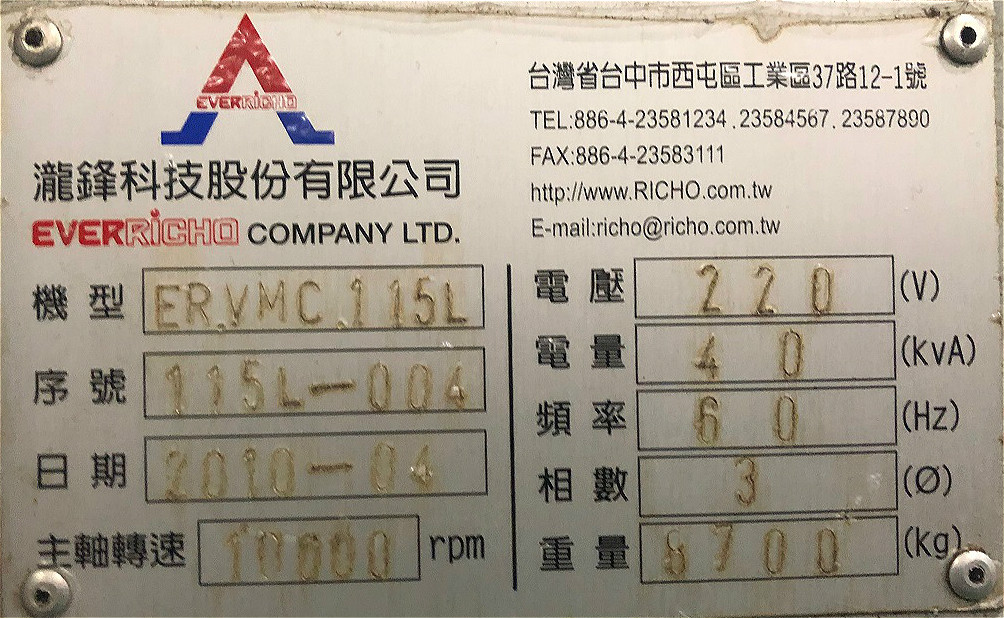 EVERRiCHO
瀧鋒科技股份有限公司
EVERRiCHO COMPANY LTD.
台灣省台中市西屯區工業區37路12-1號
TEL:886-4-23581234 . 23584567 . 23587890
FAX:886-4-23583111
http://www.RICHO.com.tw
E-mail:richo@richo.com.tw
機型 ER.VMC.115L
序號 115L-004
日期 2010-04
主軸轉速 10000 rpm
電壓 220 (V)
電量 40 (KvA)
頻率 60 (Hz)
相數 3 (Ø)
重量 8700 (Kg)